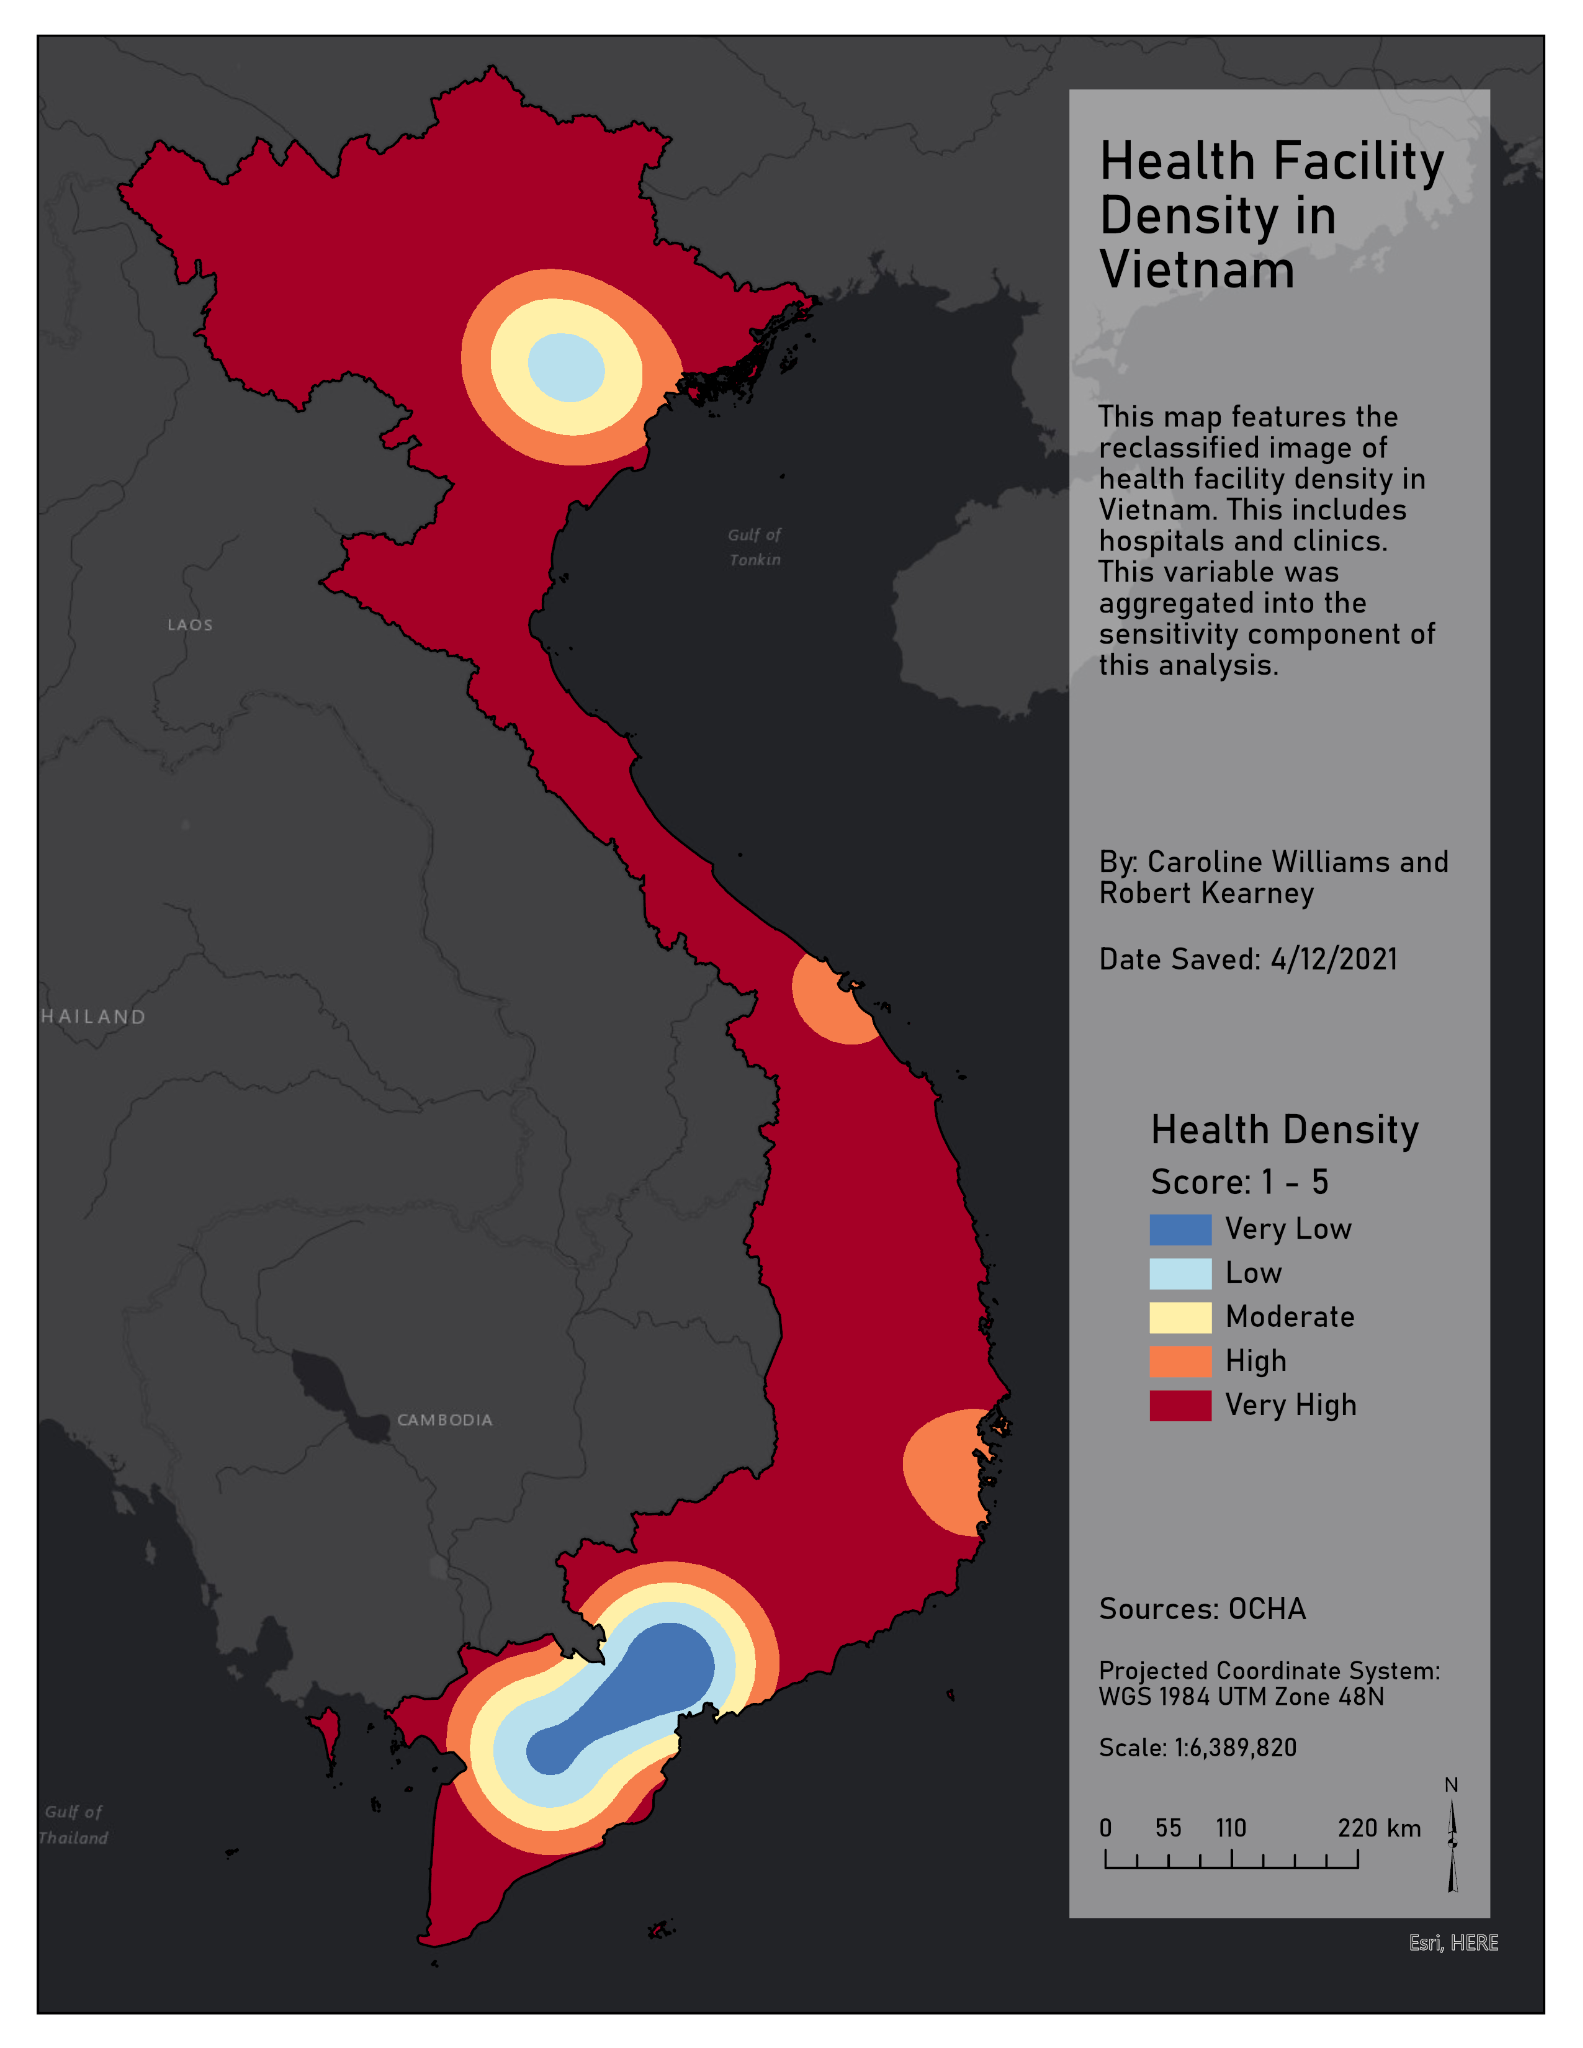 Health Facility
Density in
Vietnam
This map features the
reclassified image of
health facility density in
Vietnam. This includes
hospitals and clinics.
This variable was
aggregated into the
sensitivity component of
this analysis.
By: Caroline Williams and
Robert Kearney
Date Saved: 4/12/2021
Health Density
Score: 1 - 5
Very Low
Low
Moderate
High
Very High
Sources: OCHA
Projected Coordinate System:
WGS 1984 UTM Zone 48N
Scale: 1:6,389,820
N
0 55 110 220 km
Esri, HERE
Gulf of
Tonkin
LAOS
HAILAND
CAMBODIA
Gulf of
Thailand